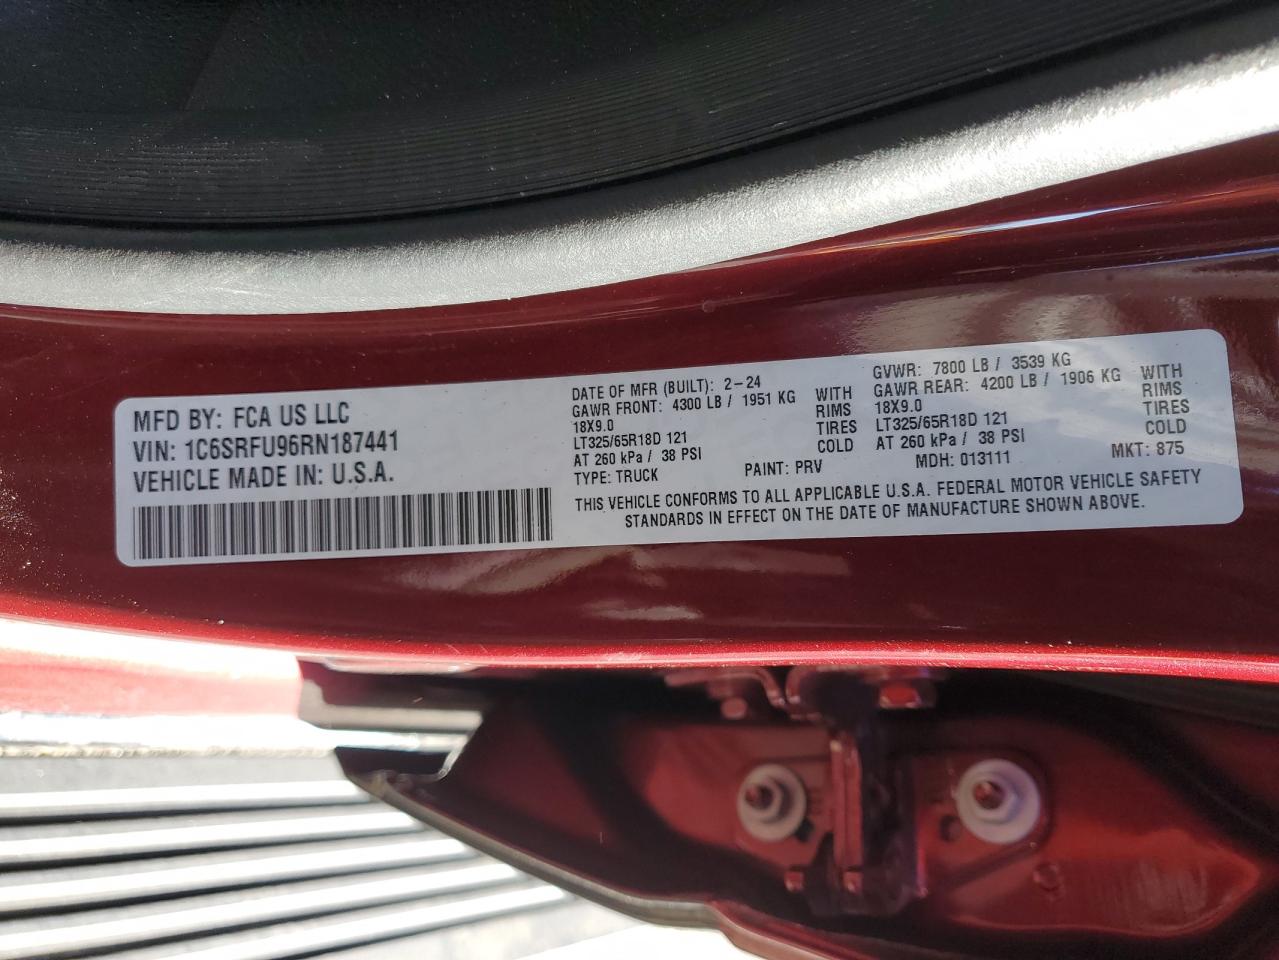 MFD BY: FCA US LLC
VIN: 1C6SRFU96RN187441
VEHICLE MADE IN: U.S.A.
DATE OF MFR (BUILT): 2-24
GAWR FRONT: 4300 LB / 1951 KG WITH
18X9.0 RIMS
LT325/65R18D 121 TIRES
AT 260 kPa / 38 PSI COLD
TYPE: TRUCK PAINT: PRV
GVWR: 7800 LB / 3539 KG
GAWR REAR: 4200 LB / 1906 KG WITH
18X9.0 RIMS
LT325/65R18D 121 TIRES
AT 260 kPa / 38 PSI COLD
MDH: 013111 MKT: 875
THIS VEHICLE CONFORMS TO ALL APPLICABLE U.S.A. FEDERAL MOTOR VEHICLE SAFETY
STANDARDS IN EFFECT ON THE DATE OF MANUFACTURE SHOWN ABOVE.